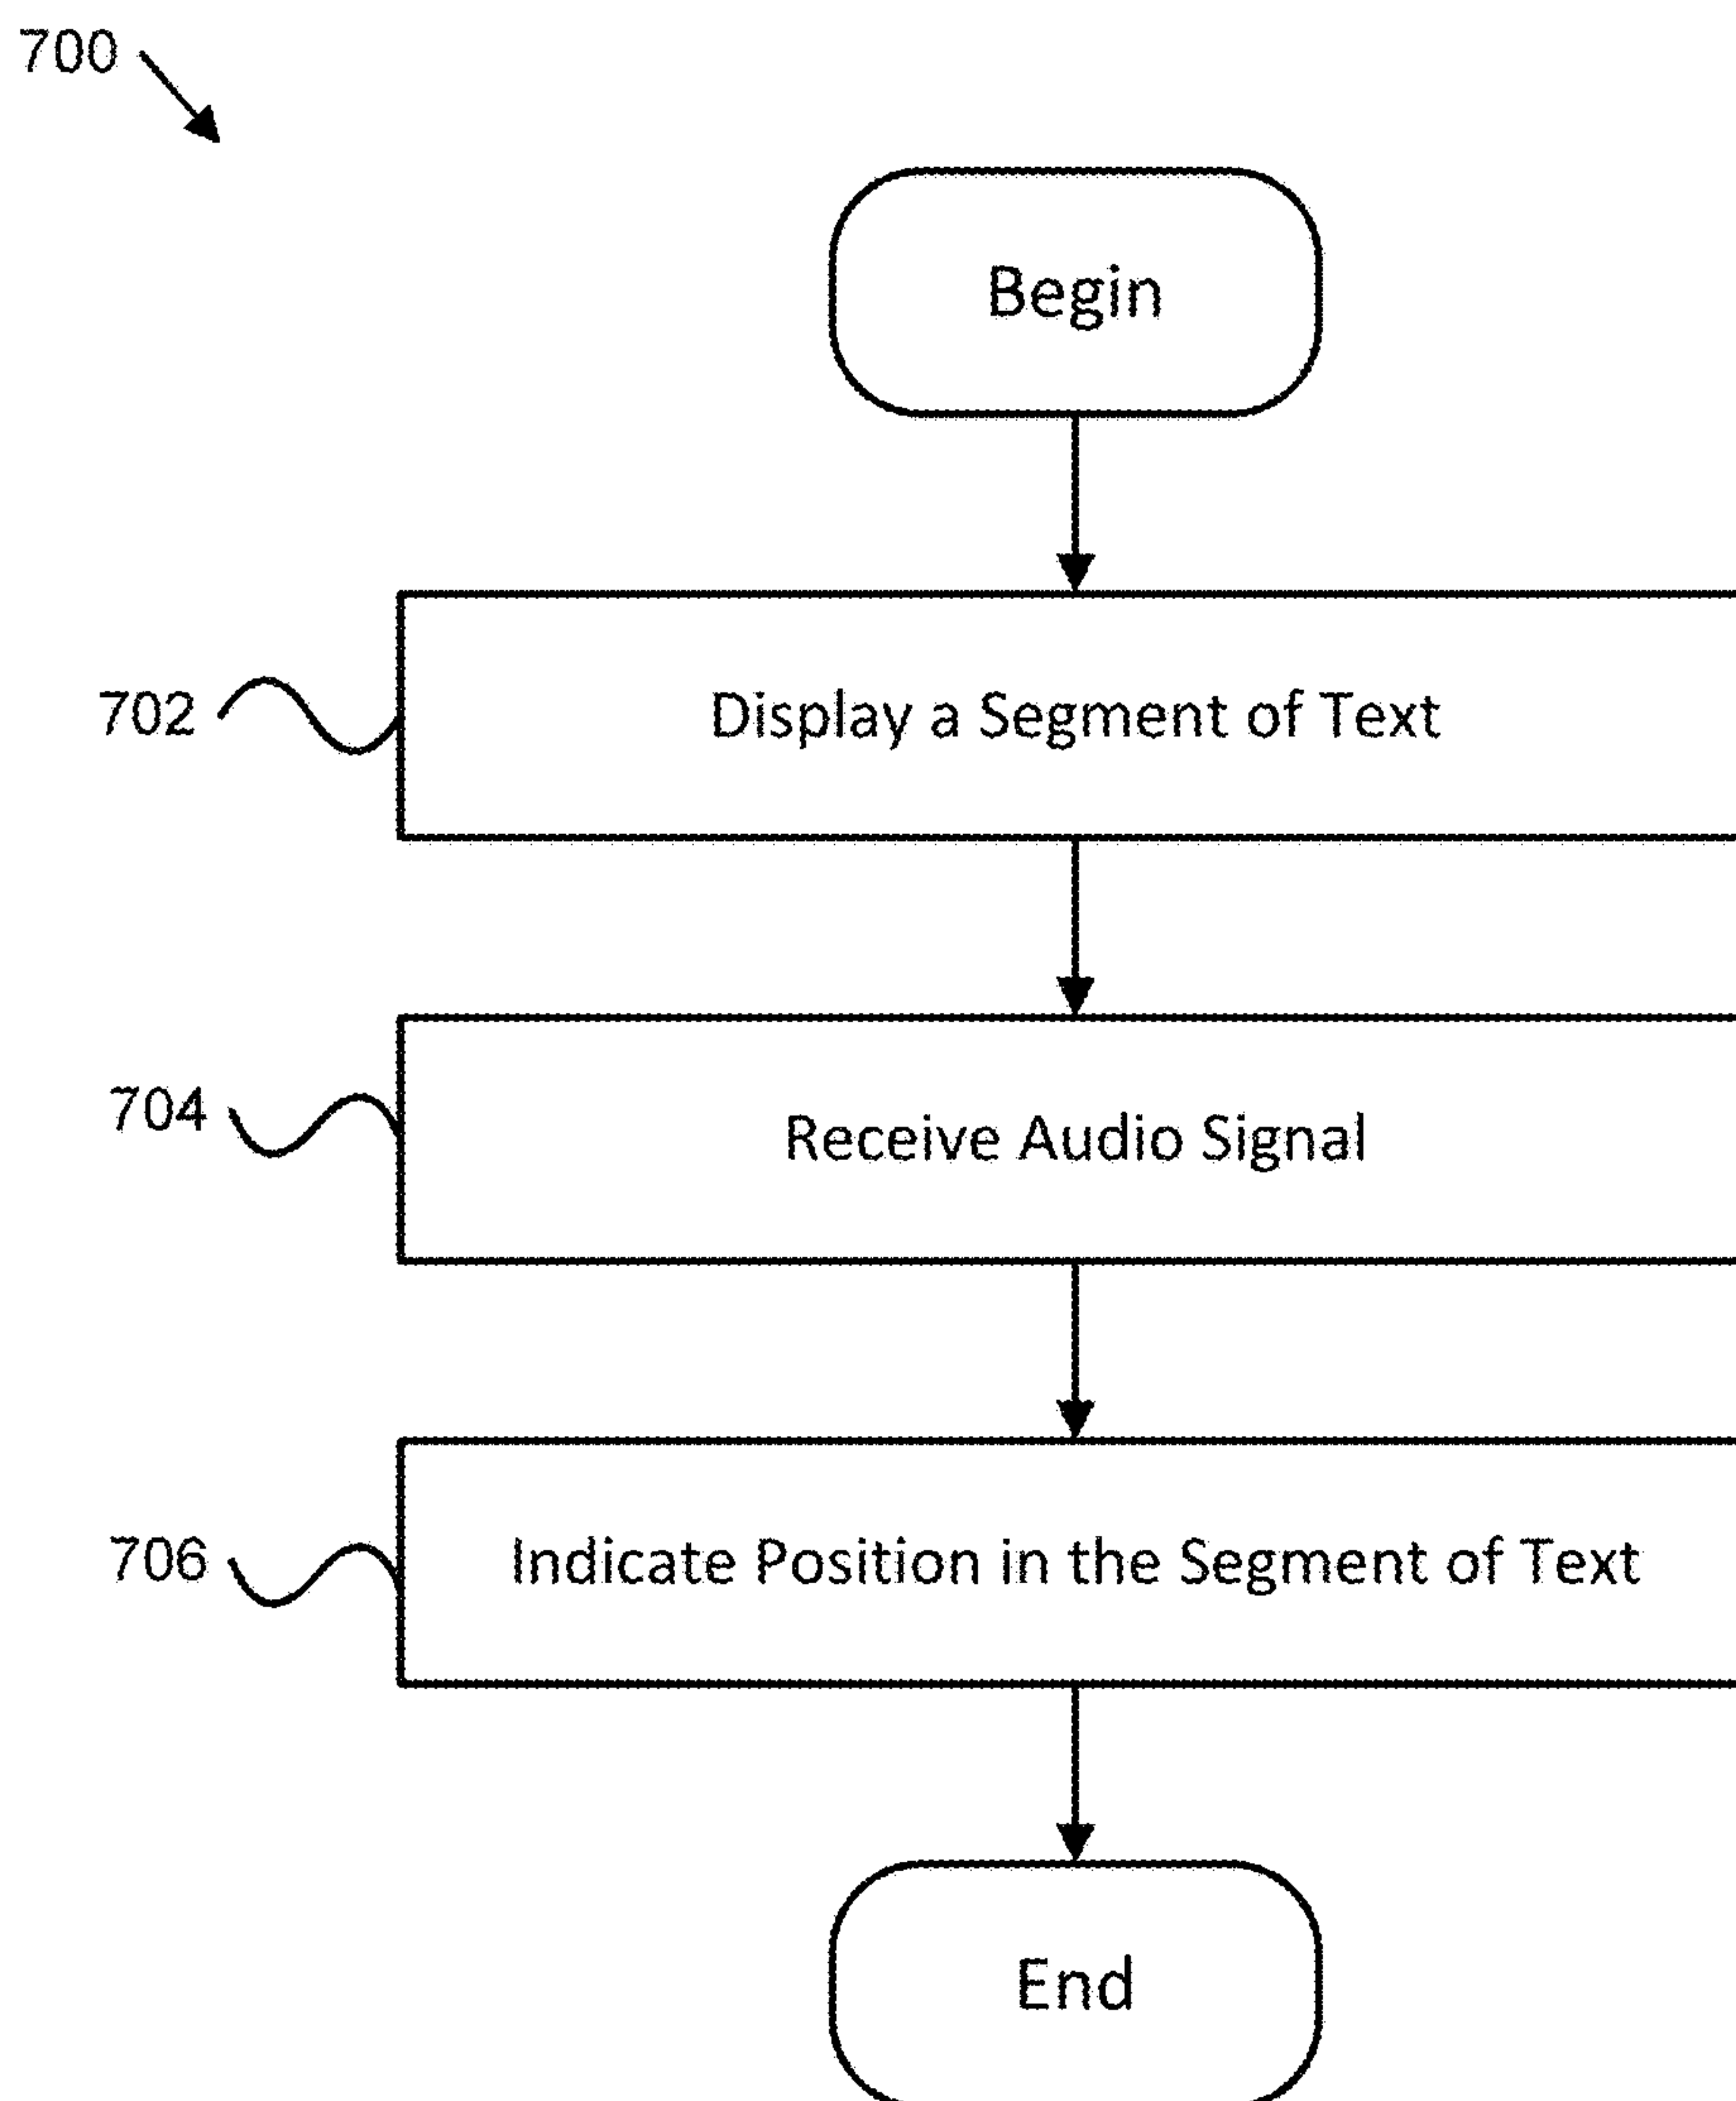 700
Begin
702
Display a Segment of Text
704
Receive Audio Signal
706
Indicate Position in the Segment of Text
End